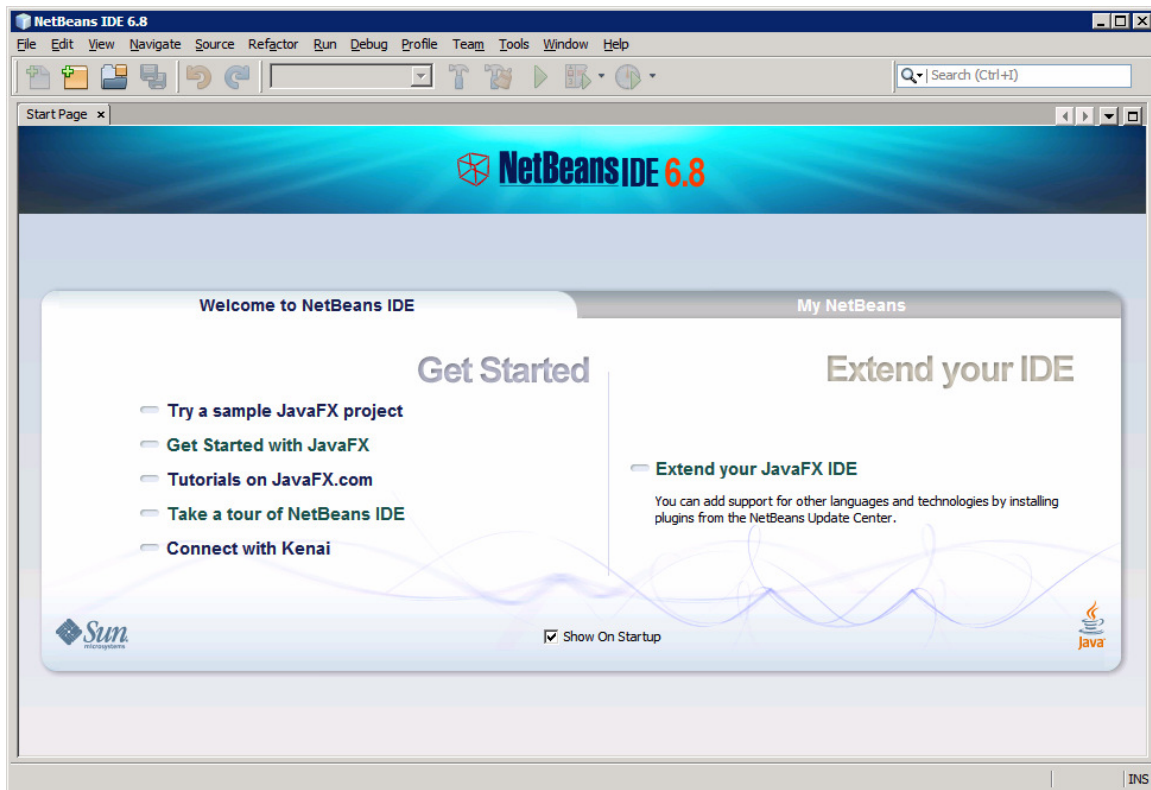 NetBeans IDE 6.8
File Edit View Navigate Source Refactor Run Debug Profile Team Tools Window Help
Search (Ctrl+I)
Start Page
NetBeans IDE 6.8
Welcome to NetBeans IDE
My NetBeans
Get Started
Extend your IDE
Try a sample JavaFX project
Get Started with JavaFX
Tutorials on JavaFX.com
Take a tour of NetBeans IDE
Connect with Kenai
Extend your JavaFX IDE
You can add support for other languages and technologies by installing
plugins from the NetBeans Update Center.
Sun
microsystems
Show On Startup
Java
INS